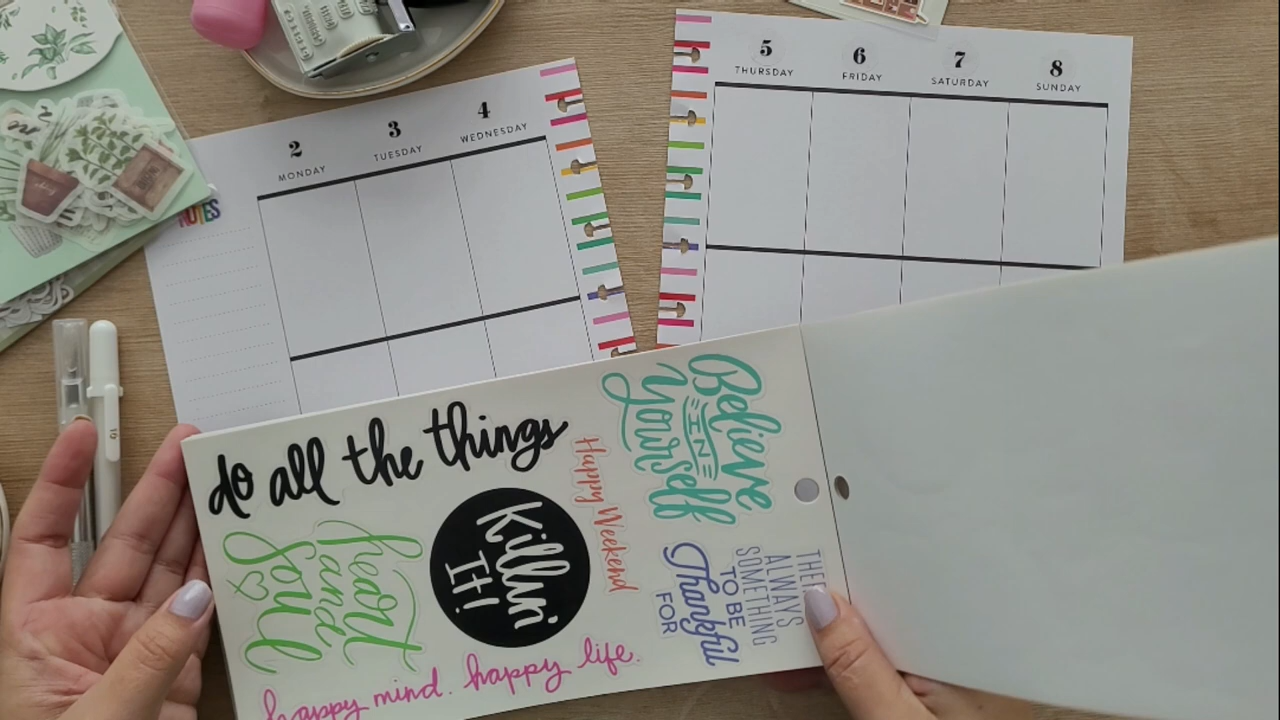 2
MONDAY
3
TUESDAY
4
WEDNESDAY
NOTES
5
THURSDAY
6
FRIDAY
7
SATURDAY
8
SUNDAY
do all the things
heart
and
soul
Killin'
It!
Happy Weekend
Believe
IN
Yourself
ALWAYS
SOMETHING
TO BE
Thankful
FOR
happy mind. happy life.